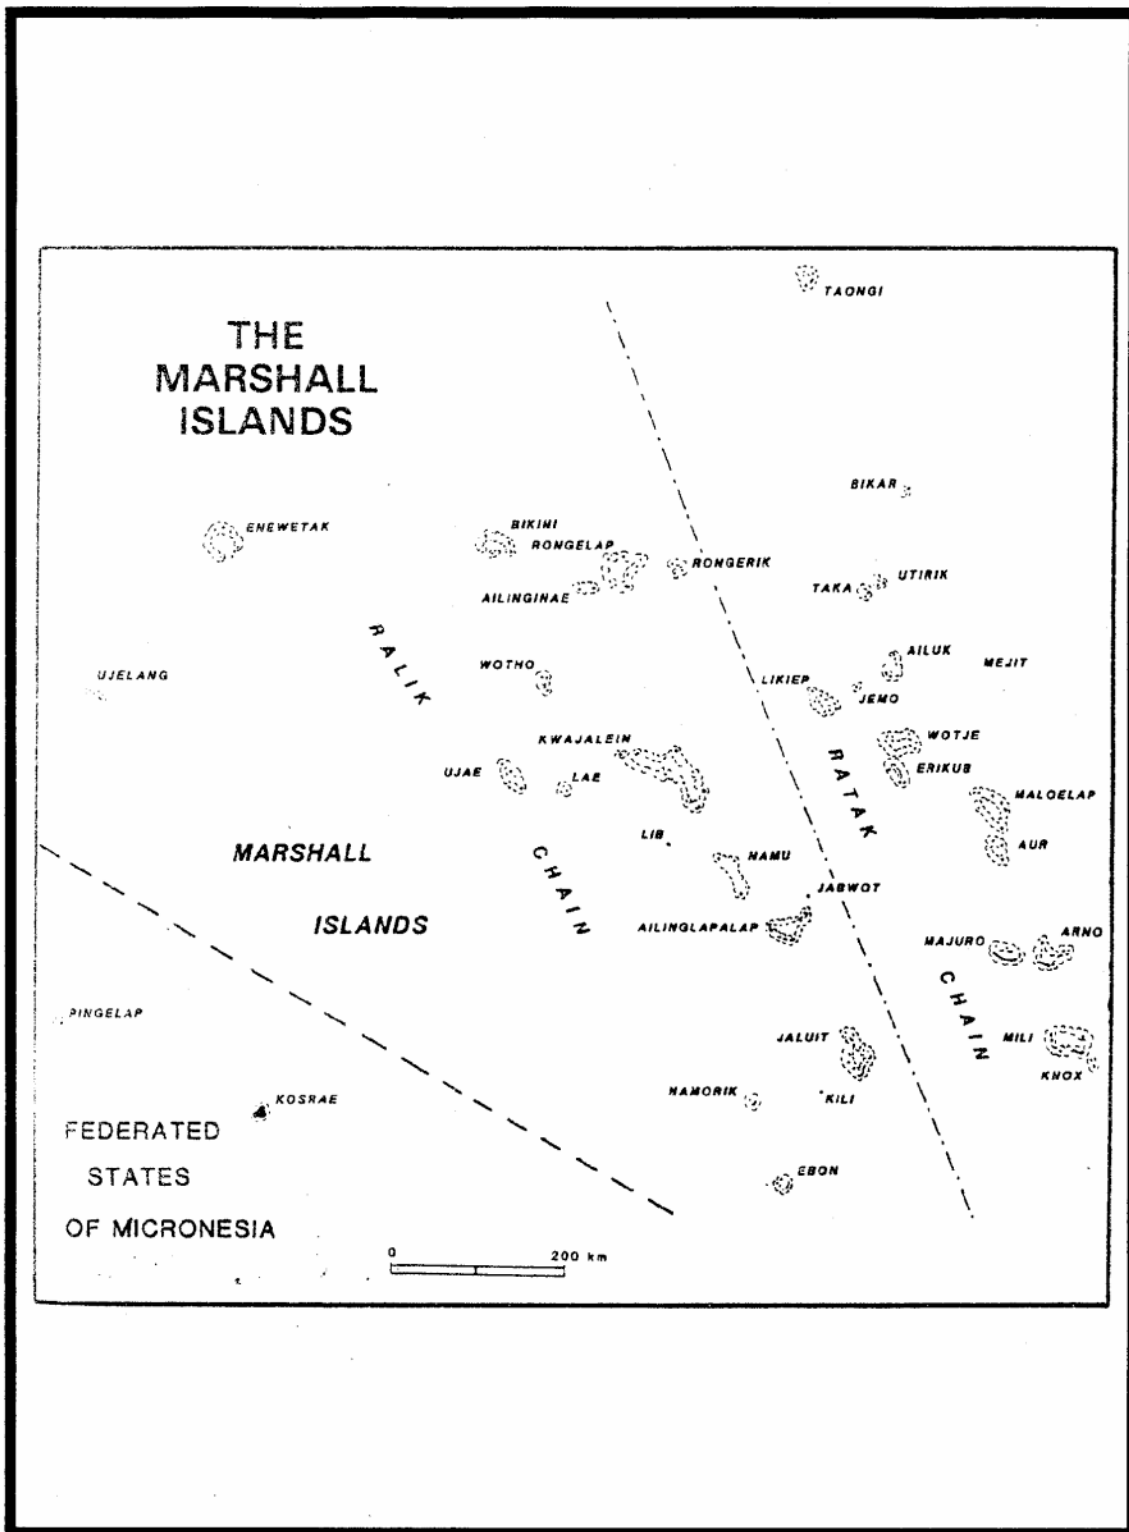 TAONGI
THE
MARSHALL
ISLANDS
BIKAR
ENEWETAK
BIKINI
RONGELAP
RONGERIK
AILINGINAE
TAKA
UTIRIK
RALIK
WOTHO
UJELANG
AILUK
MEJIT
LIKIEP
JEMO
KWAJALEIN
WOTJE
UJAE
LAE
ERIKUB
RATAK
MALOELAP
LIB
AUR
MARSHALL
CHAIN
NAMU
JABWOT
ISLANDS
AILINGLAPALAP
MAJURO
ARNO
CHAIN
PINGELAP
JALUIT
MILI
KNOX
KOSRAE
NAMORIK
KILI
FEDERATED
STATES
OF MICRONESIA
EBON
0 200 km